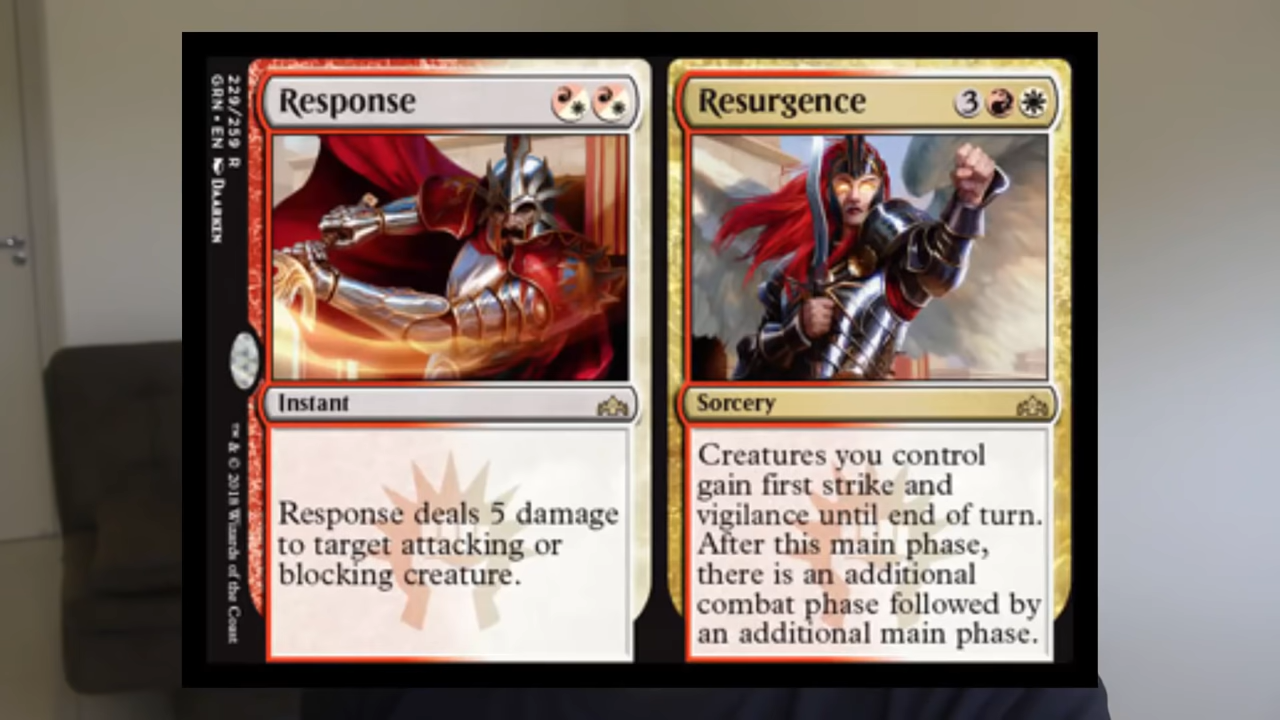 Response
Instant
Response deals 5 damage
to target attacking or
blocking creature.
Resurgence
3
Sorcery
Creatures you control
gain first strike and
vigilance until end of turn.
After this main phase,
there is an additional
combat phase followed by
an additional main phase.
229/259 R
GRN • EN DAARKEN
™ & © 2018 Wizards of the Coast